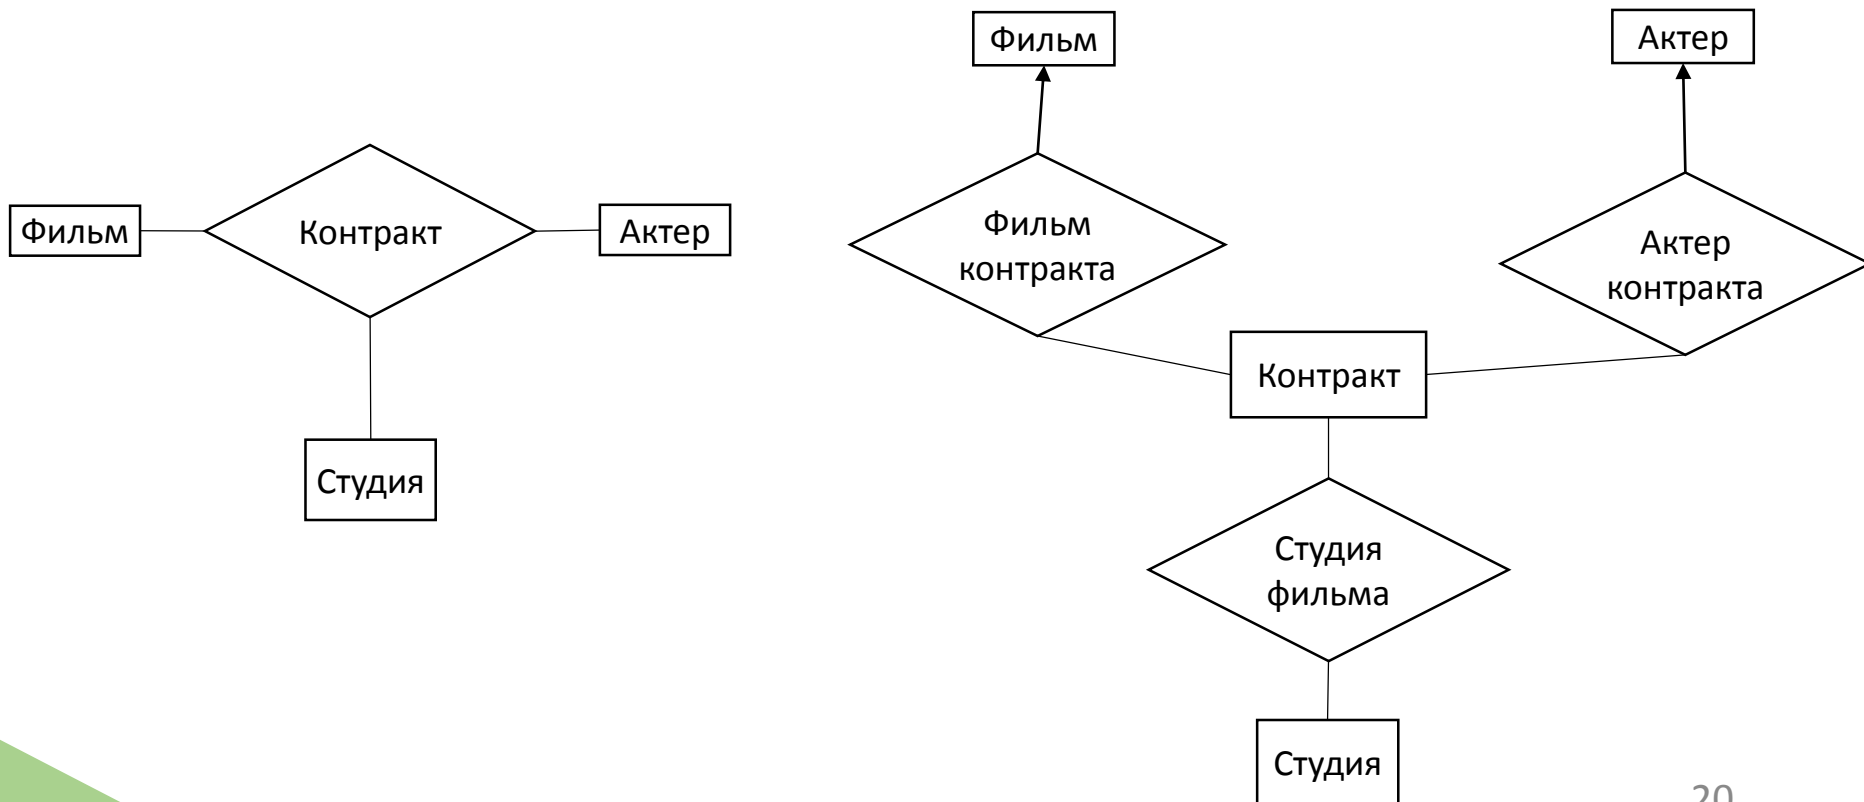 Фильм
Контракт
Актер
Студия
Фильм
Актер
Фильм
контракта
Актер
контракта
Контракт
Студия
фильма
Студия
20